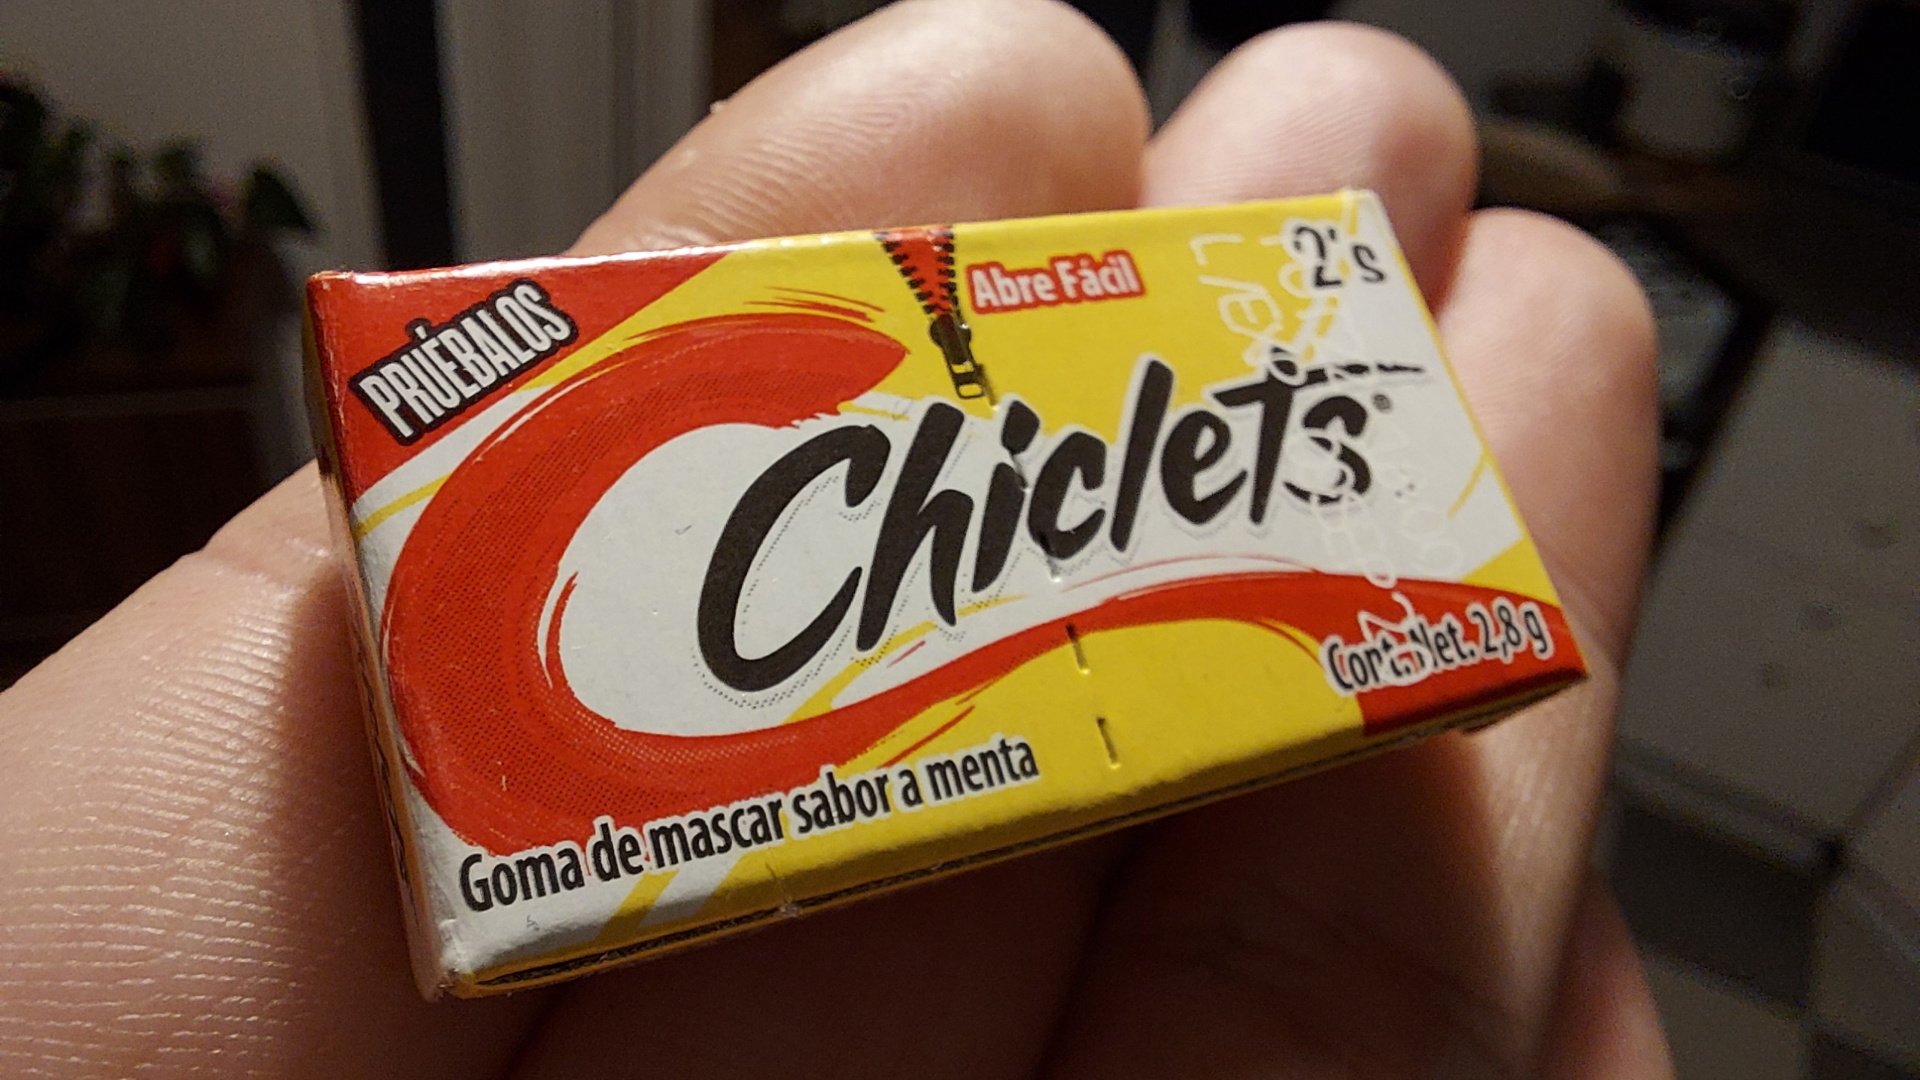 PRUÉBALOS
Abre Fácil
2's
Chiclets®
Cont. Net. 2,8 g
Goma de mascar sabor a menta